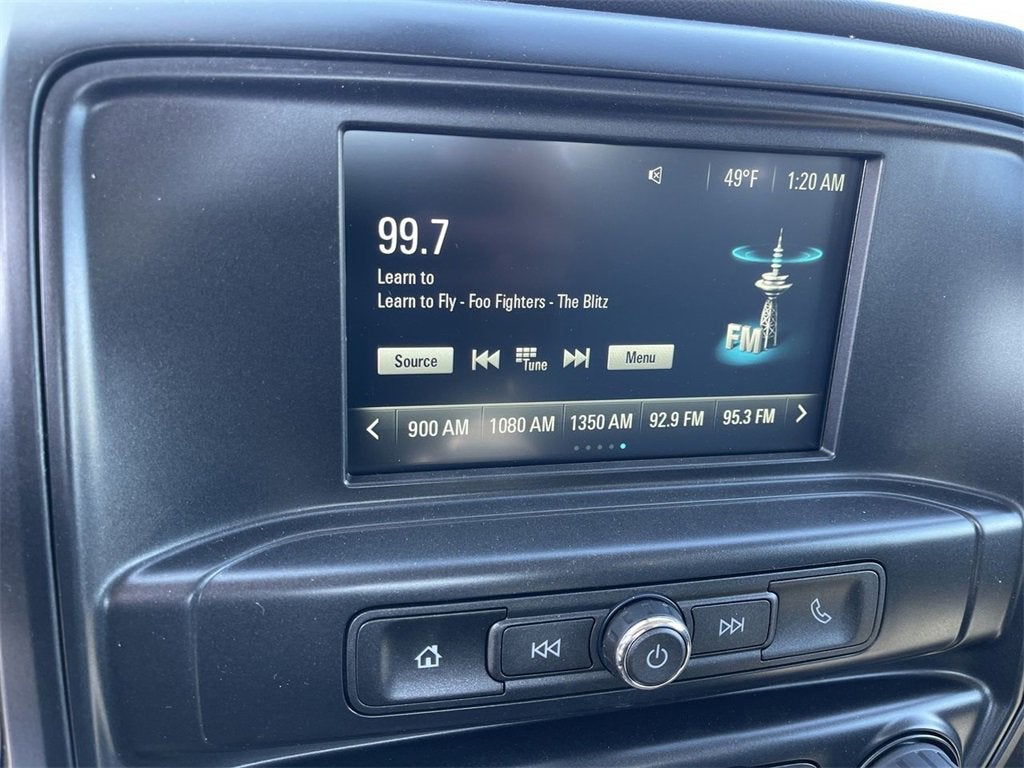 49°F 1:20 AM
99.7
Learn to
Learn to Fly - Foo Fighters - The Blitz
Source Tune Menu
FM
900 AM 1080 AM 1350 AM 92.9 FM 95.3 FM